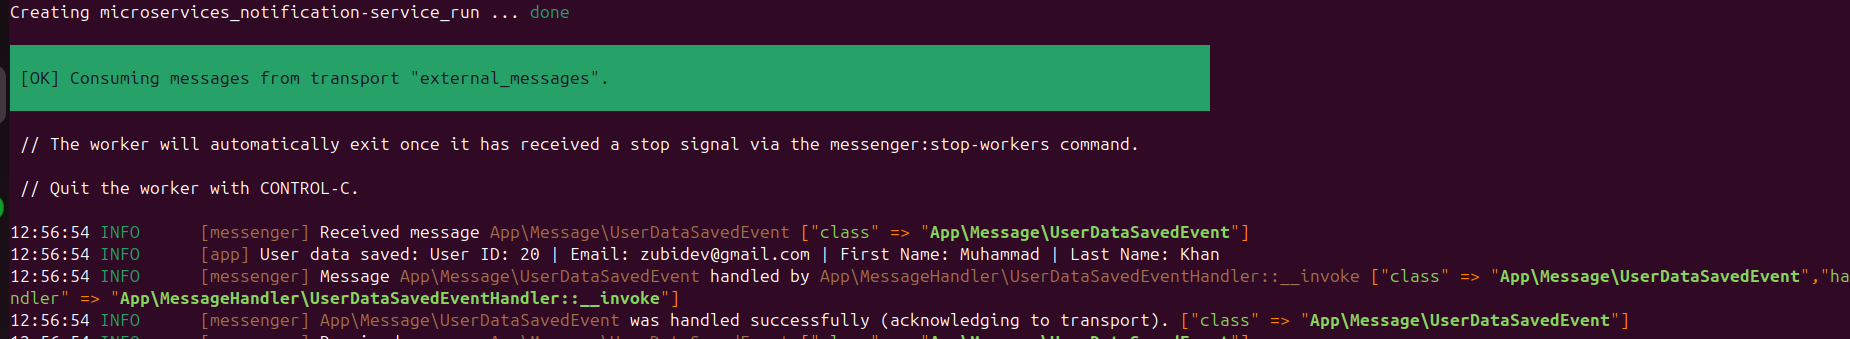 Creating microservices_notification-service_run ... done
[OK] Consuming messages from transport "external_messages".
// The worker will automatically exit once it has received a stop signal via the messenger:stop-workers command.
// Quit the worker with CONTROL-C.
12:56:54 INFO      [messenger] Received message App\Message\UserDataSavedEvent ["class" => "App\Message\UserDataSavedEvent"]
12:56:54 INFO      [app] User data saved: User ID: 20 | Email: zubidev@gmail.com | First Name: Muhammad | Last Name: Khan
12:56:54 INFO      [messenger] Message App\Message\UserDataSavedEvent handled by App\MessageHandler\UserDataSavedEventHandler::__invoke ["class" => "App\Message\UserDataSavedEvent","ha
ndler" => "App\MessageHandler\UserDataSavedEventHandler::__invoke"]
12:56:54 INFO      [messenger] App\Message\UserDataSavedEvent was handled successfully (acknowledging to transport). ["class" => "App\Message\UserDataSavedEvent"]